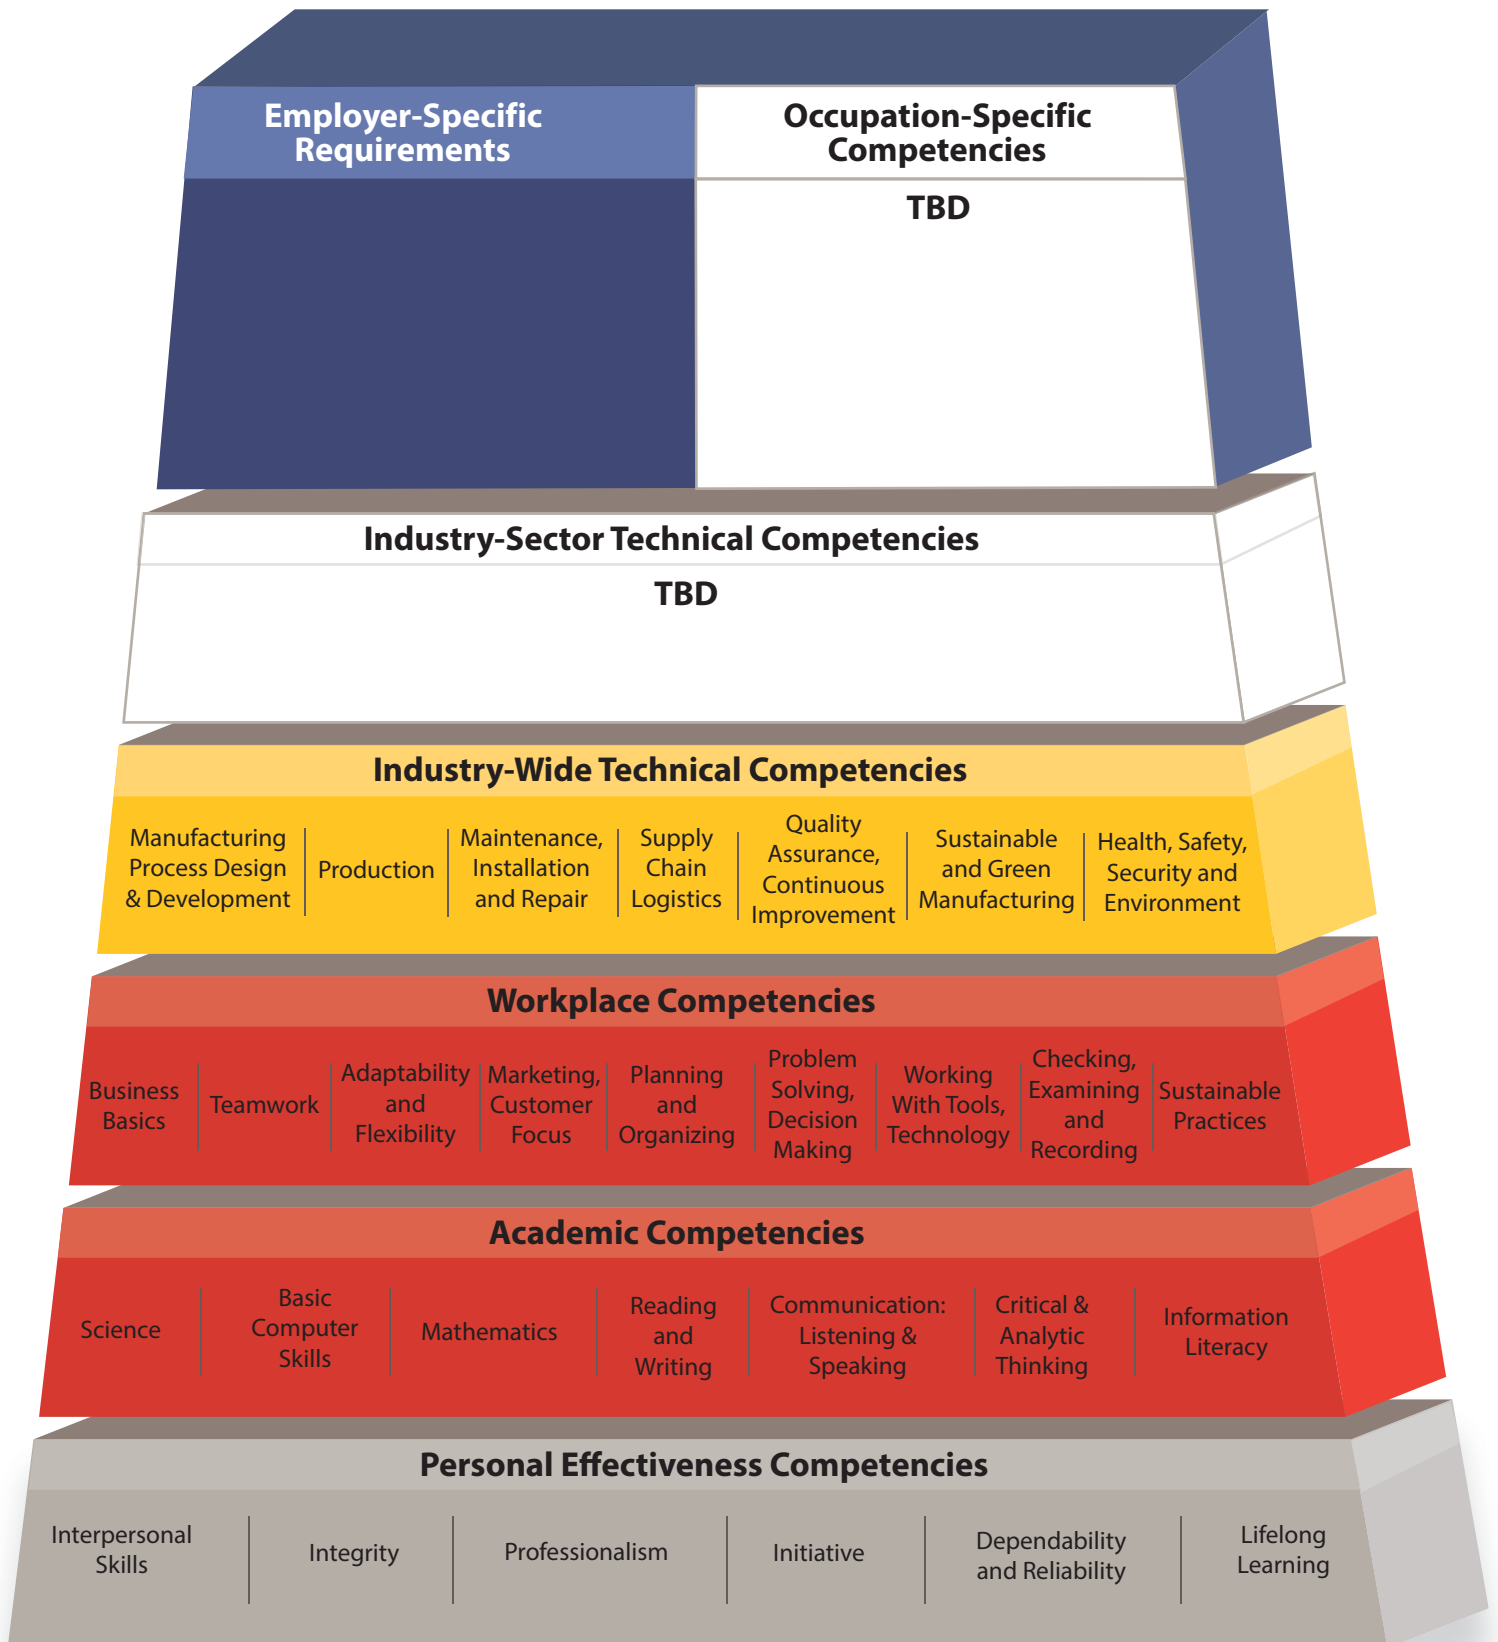 Employer-Specific
Requirements
Occupation-Specific
Competencies
TBD
Industry-Sector Technical Competencies
TBD
Industry-Wide Technical Competencies
Manufacturing
Process Design
& Development
Production
Maintenance,
Installation
and Repair
Supply
Chain
Logistics
Quality
Assurance,
Continuous
Improvement
Sustainable
and Green
Manufacturing
Health, Safety,
Security and
Environment
Workplace Competencies
Business
Basics
Teamwork
Adaptability
and
Flexibility
Marketing,
Customer
Focus
Planning
and
Organizing
Problem
Solving,
Decision
Making
Working
With Tools,
Technology
Checking,
Examining
and
Recording
Sustainable
Practices
Academic Competencies
Science
Basic
Computer
Skills
Mathematics
Reading
and
Writing
Communication:
Listening &
Speaking
Critical &
Analytic
Thinking
Information
Literacy
Personal Effectiveness Competencies
Interpersonal
Skills
Integrity
Professionalism
Initiative
Dependability
and Reliability
Lifelong
Learning